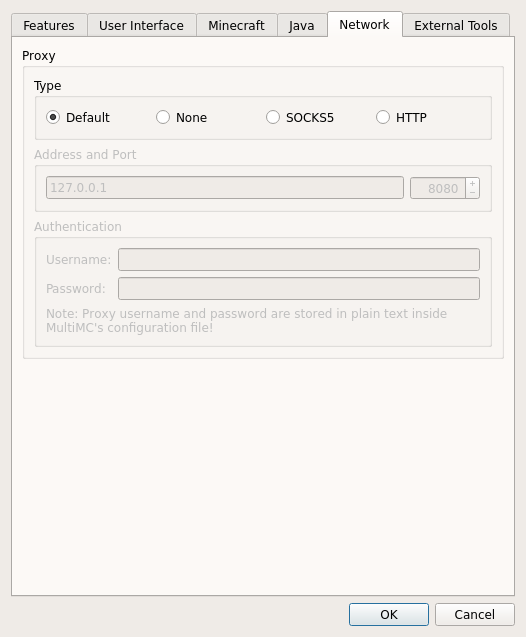 Features User Interface Minecraft Java Network External Tools
Proxy
Type
Default None SOCKS5 HTTP
Address and Port
127.0.0.1 8080
Authentication
Username:
Password:
Note: Proxy username and password are stored in plain text inside
MultiMC's configuration file!
OK Cancel